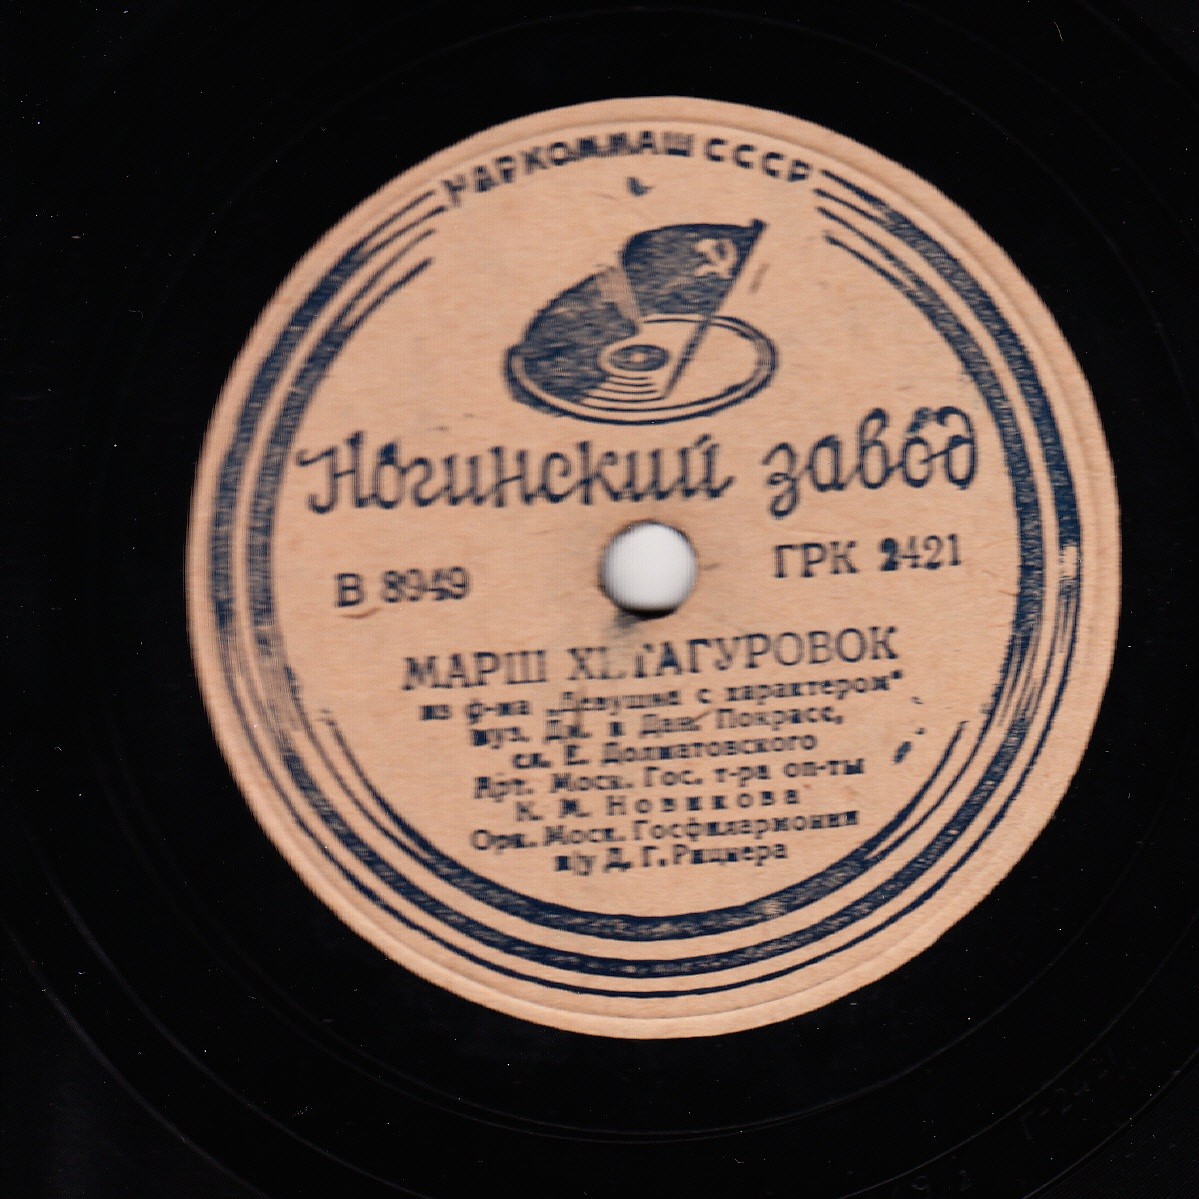 НАРКОММАШ СССР
Ногинский завод
В 8949
ГРК 2421
МАРШ ХЕТАГУРОВОК
из ф-ма „Девушка с характером"
муз. Дм. и Дан. Покрасс,
сл. Е. Долматовского
Арт. Моск. Гос. т-ра оп-ты
К. М. Новикова
Орк. Моск. Госфилармонии
п/у Д. Г. Рицнера